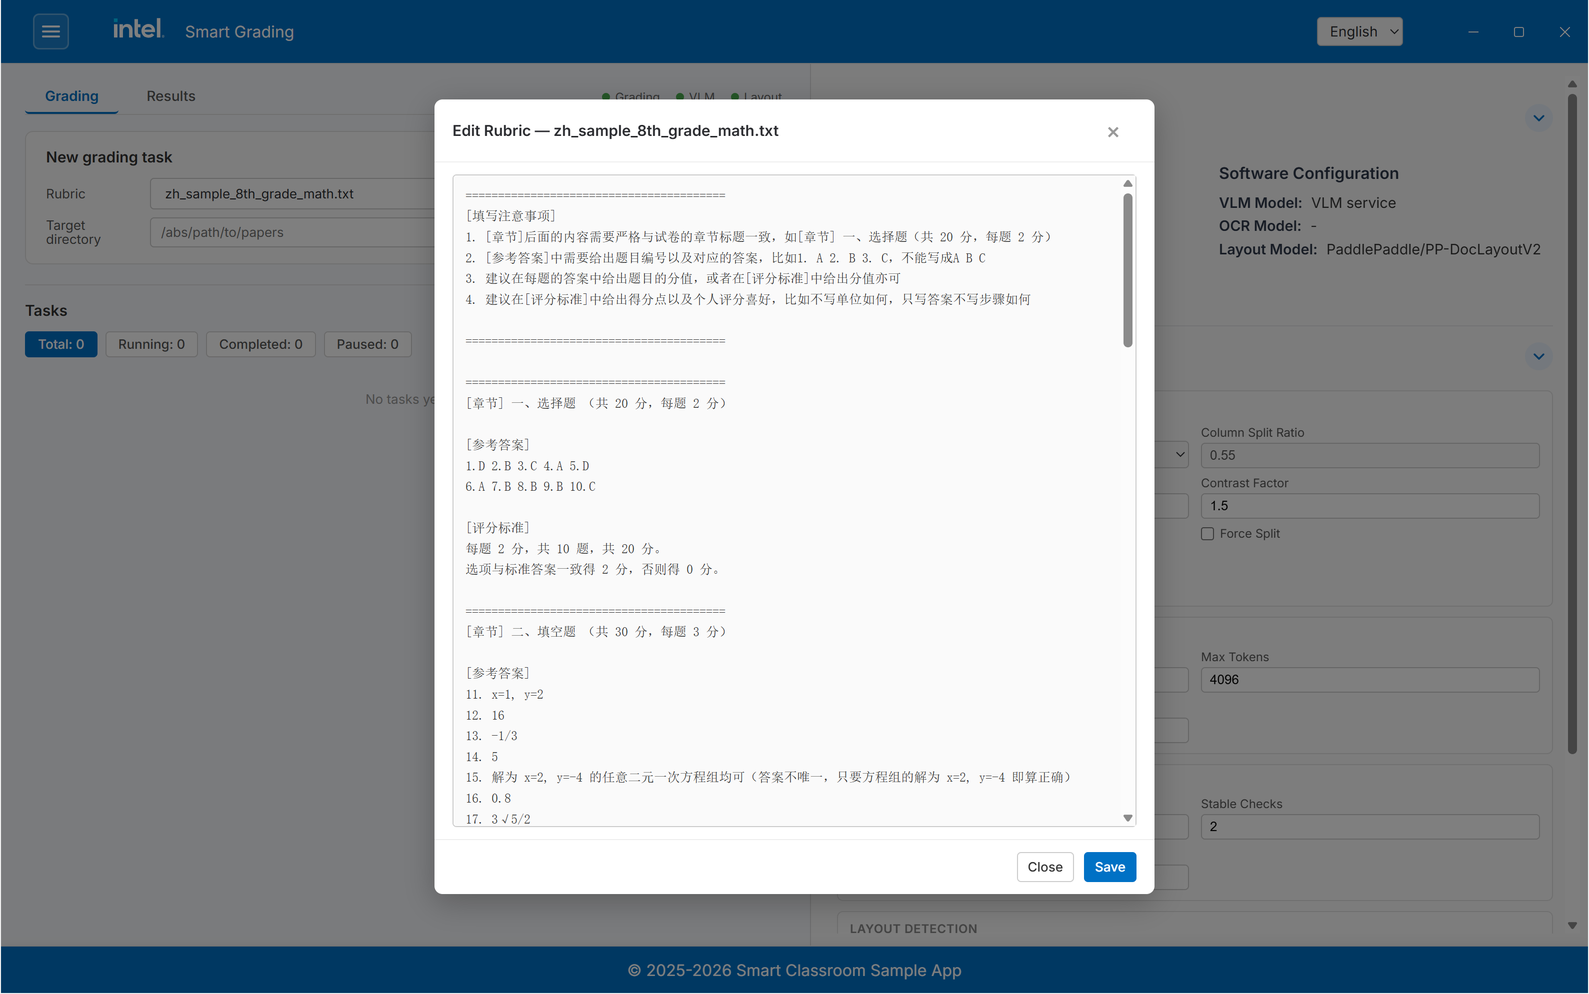 intel.
Smart Grading
English
Grading
Results
Grading
VLM
Layout
New grading task
Rubric
zh_sample_8th_grade_math.txt
Target directory
/abs/path/to/papers
Tasks
Total: 0
Running: 0
Completed: 0
Paused: 0
No tasks ye
Edit Rubric — zh_sample_8th_grade_math.txt
×
========================================
[填写注意事项]
1. [章节]后面的内容需要严格与试卷的章节标题一致，如[章节] 一、选择题（共 20 分，每题 2 分）
2. [参考答案]中需要给出题目编号以及对应的答案，比如1. A 2. B 3. C，不能写成A B C
3. 建议在每题的答案中给出题目的分值，或者在[评分标准]中给出分值亦可
4. 建议在[评分标准]中给出得分点以及个人评分喜好，比如不写单位如何，只写答案不写步骤如何
========================================
========================================
[章节] 一、选择题 （共 20 分，每题 2 分）
[参考答案]
1.D 2.B 3.C 4.A 5.D
6.A 7.B 8.B 9.B 10.C
[评分标准]
每题 2 分，共 10 题，共 20 分。
选项与标准答案一致得 2 分，否则得 0 分。
========================================
[章节] 二、填空题 （共 30 分，每题 3 分）
[参考答案]
11. x=1, y=2
12. 16
13. -1/3
14. 5
15. 解为 x=2, y=-4 的任意二元一次方程组均可（答案不唯一，只要方程组的解为 x=2, y=-4 即算正确）
16. 0.8
17. 3√5/2
Close
Save
Software Configuration
VLM Model: VLM service
OCR Model: -
Layout Model: PaddlePaddle/PP-DocLayoutV2
Column Split Ratio
0.55
Contrast Factor
1.5
Force Split
Max Tokens
4096
Stable Checks
2
LAYOUT DETECTION
© 2025-2026 Smart Classroom Sample App